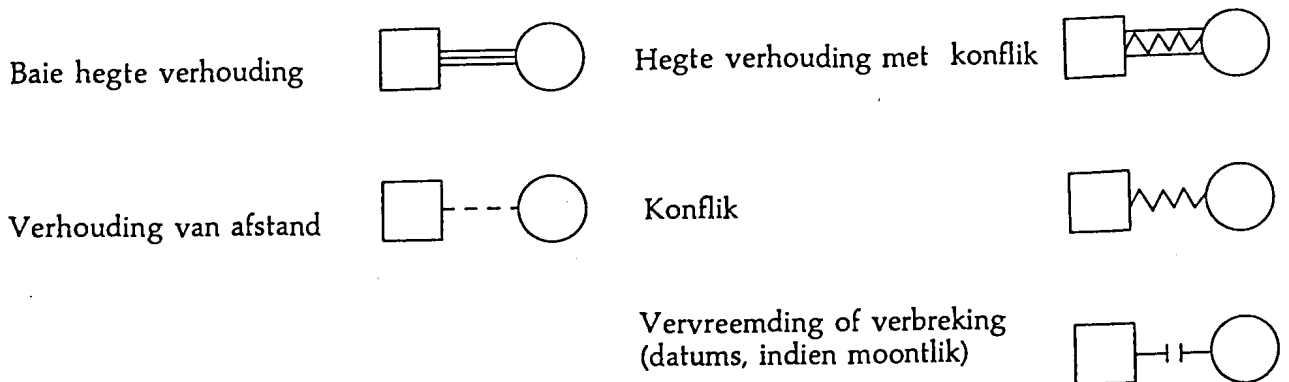 Baie hegte verhouding
Hegte verhouding met konflik
Verhouding van afstand
Konflik
Vervreemding of verbreking
(datums, indien moontlik)